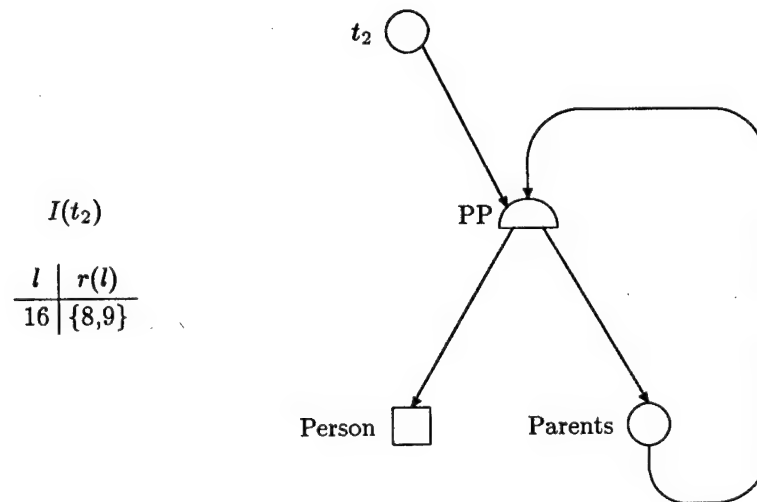 t₂
PP
I(t₂)
l r(l)
16 {8,9}
Person
Parents